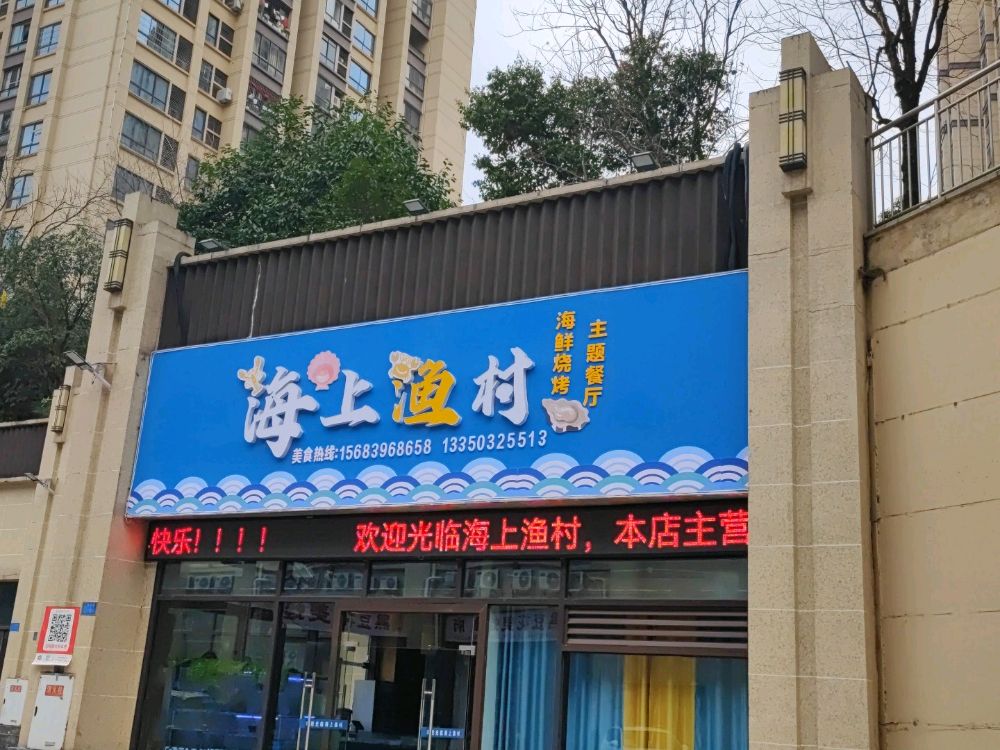 海上渔村
海鲜烧烤
主题餐厅
美食热线:15683968658 13350325513
快乐!!!! 欢迎光临海上渔村，本店主营